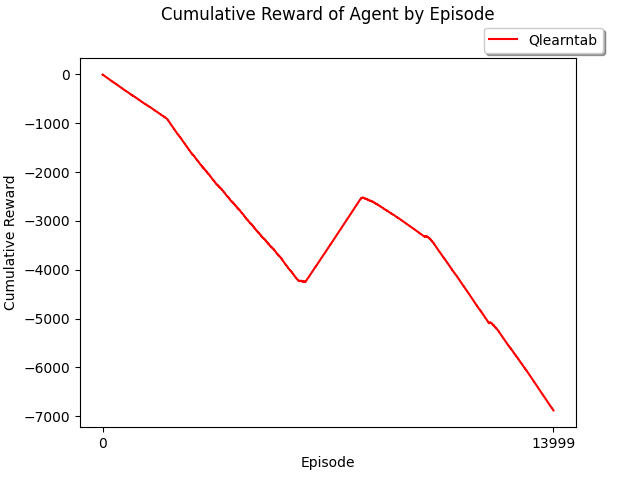 Cumulative Reward of Agent by Episode
Qlearntab
0
−1000
−2000
−3000
−4000
−5000
−6000
−7000
Cumulative Reward
0
13999
Episode